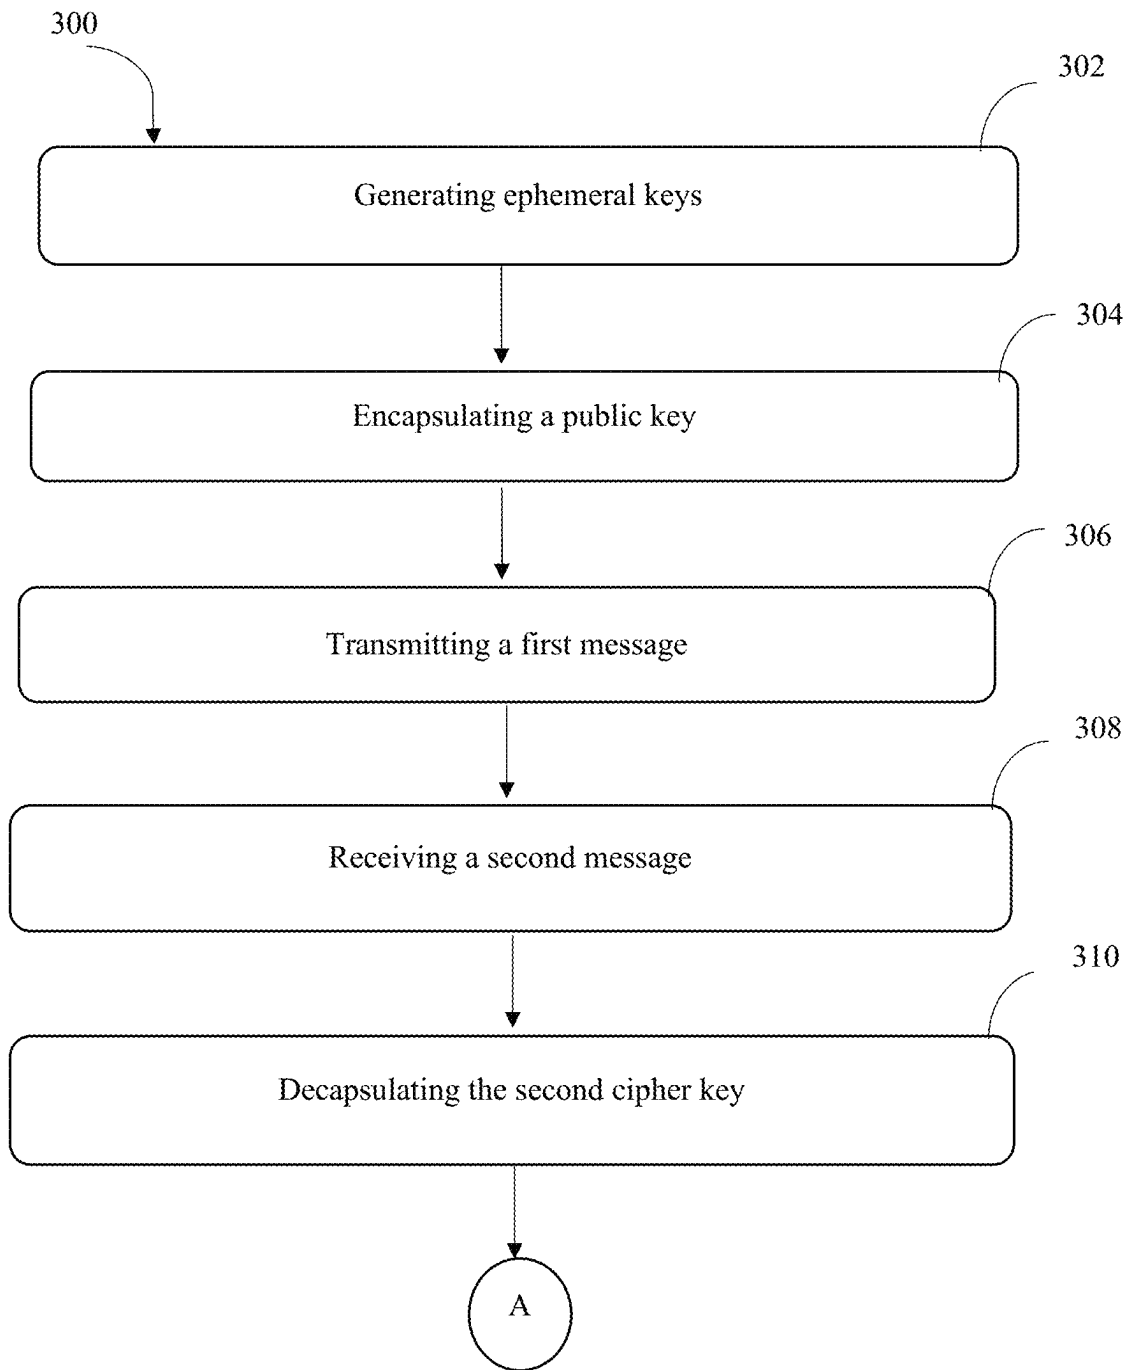 300
302
Generating ephemeral keys
304
Encapsulating a public key
306
Transmitting a first message
308
Receiving a second message
310
Decapsulating the second cipher key
A